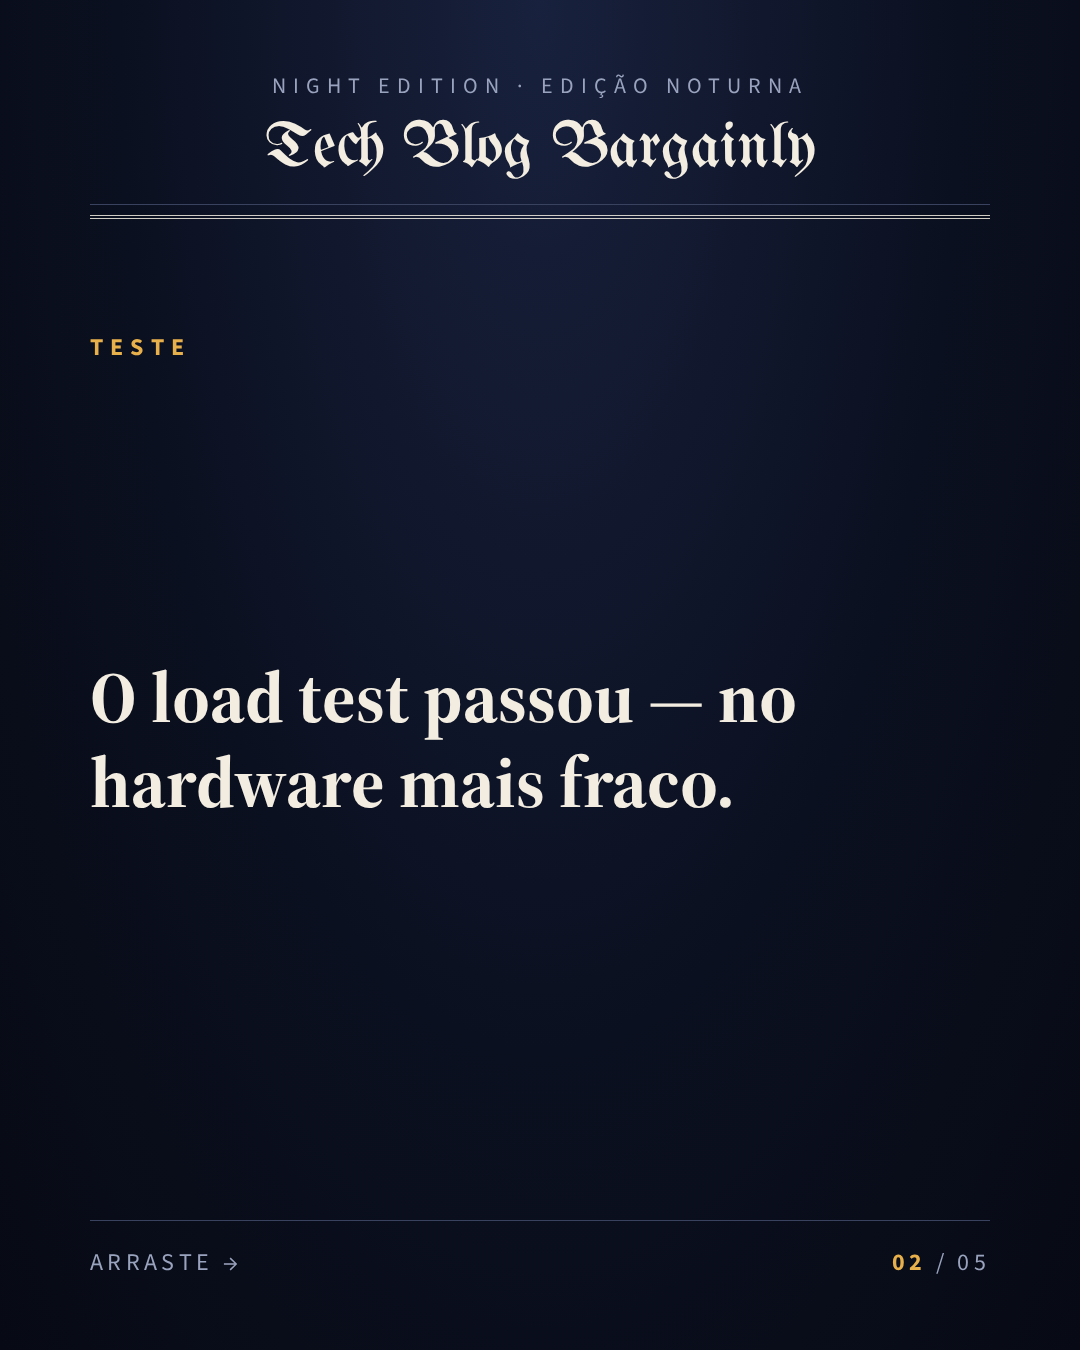 NIGHT EDITION · EDIÇÃO NOTURNA
Tech Blog Bargainly
TESTE
O load test passou — no
hardware mais fraco.
ARRASTE →
02 / 05